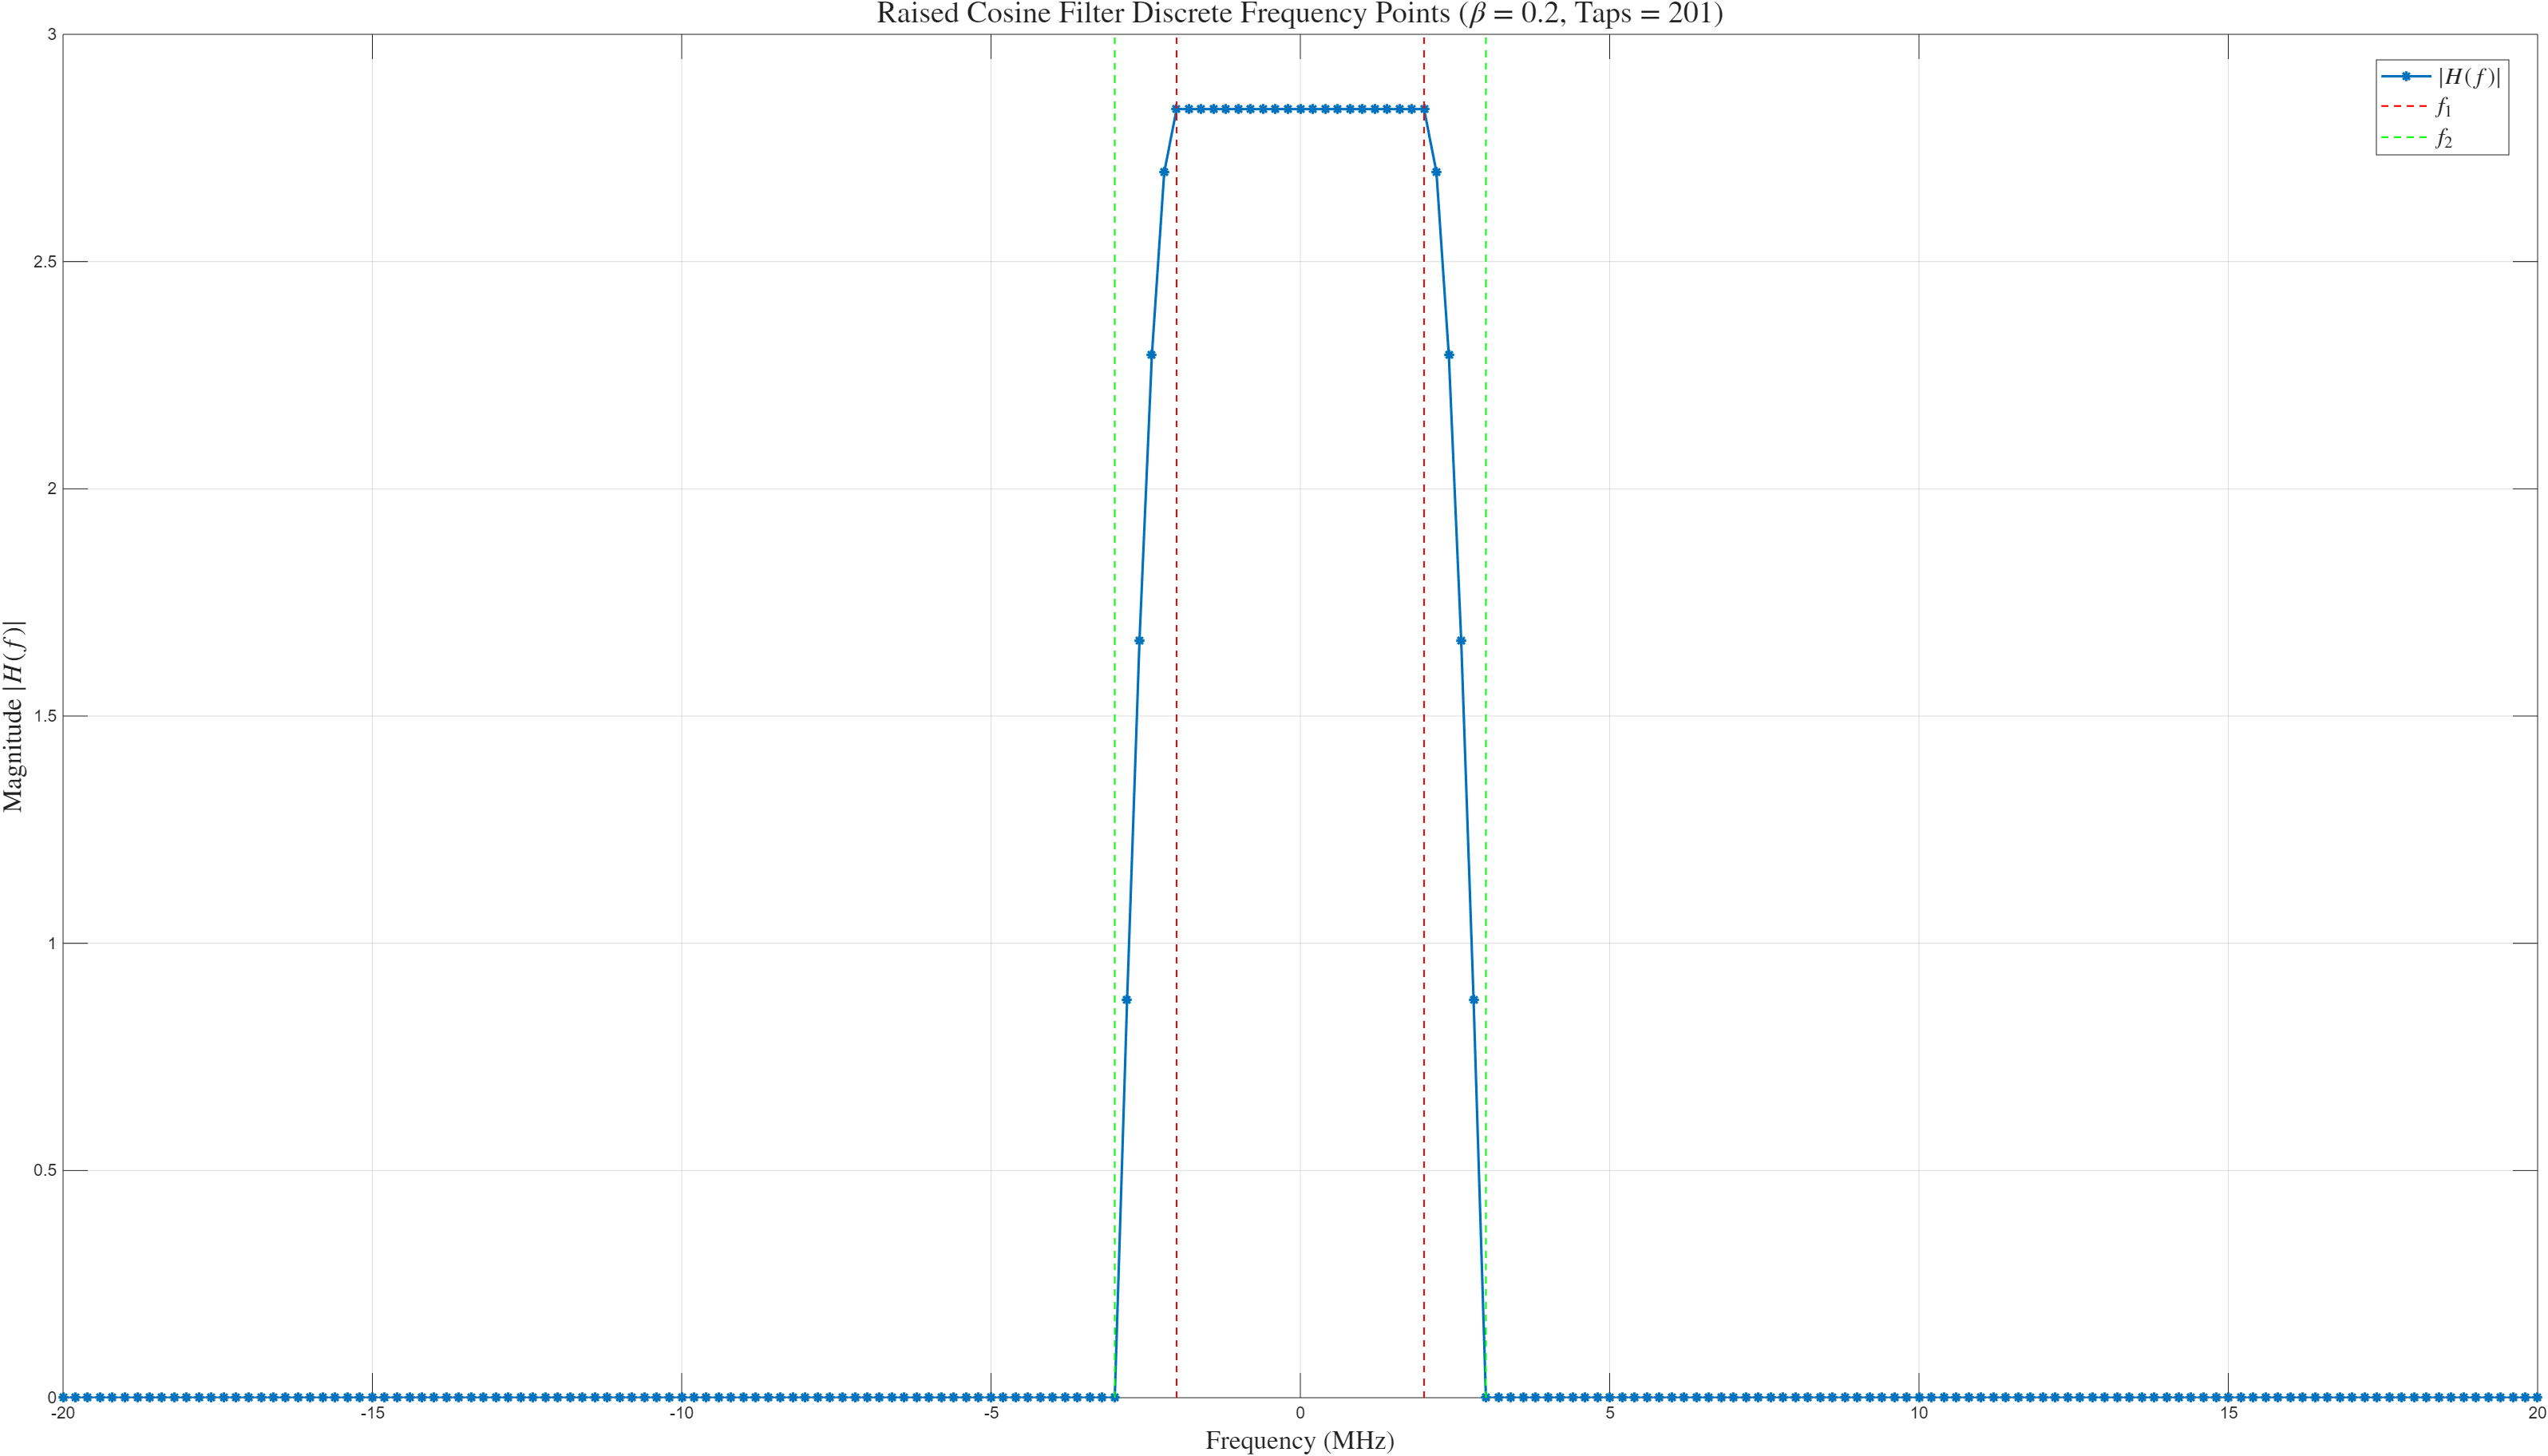 Raised Cosine Filter Discrete Frequency Points (β = 0.2, Taps = 201)
|H(f)|
f₁
f₂
3
2.5
2
1.5
1
0.5
0
Magnitude |H(f)|
-20 -15 -10 -5 0 5 10 15 20
Frequency (MHz)